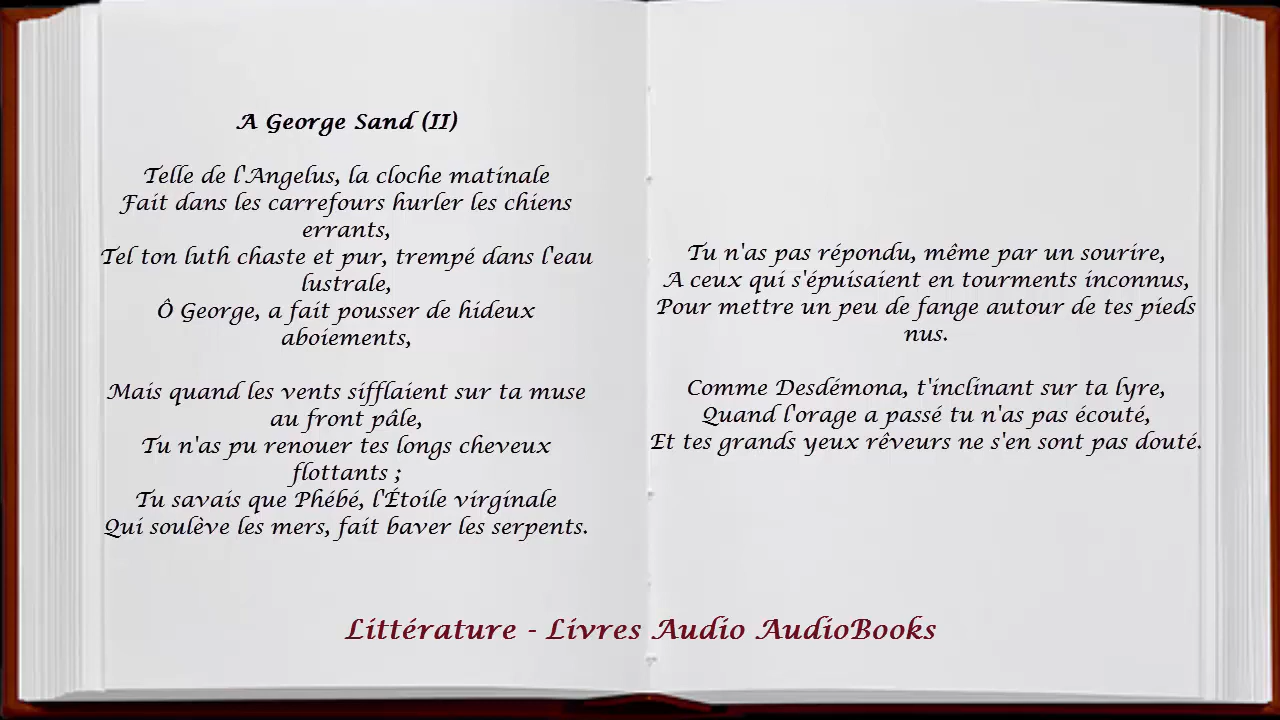 A George Sand (II)
Telle de l'Angelus, la cloche matinale
Fait dans les carrefours hurler les chiens
errants,
Tel ton luth chaste et pur, trempé dans l'eau
lustrale,
Ô George, a fait pousser de hideux
aboiements,
Mais quand les vents sifflaient sur ta muse
au front pâle,
Tu n'as pu renouer tes longs cheveux
flottants ;
Tu savais que Phébé, l'Étoile virginale
Qui soulève les mers, fait baver les serpents.
Tu n'as pas répondu, même par un sourire,
A ceux qui s'épuisaient en tourments inconnus,
Pour mettre un peu de fange autour de tes pieds
nus.
Comme Desdémona, t'inclinant sur ta lyre,
Quand l'orage a passé tu n'as pas écouté,
Et tes grands yeux rêveurs ne s'en sont pas douté.
Littérature - Livres Audio AudioBooks